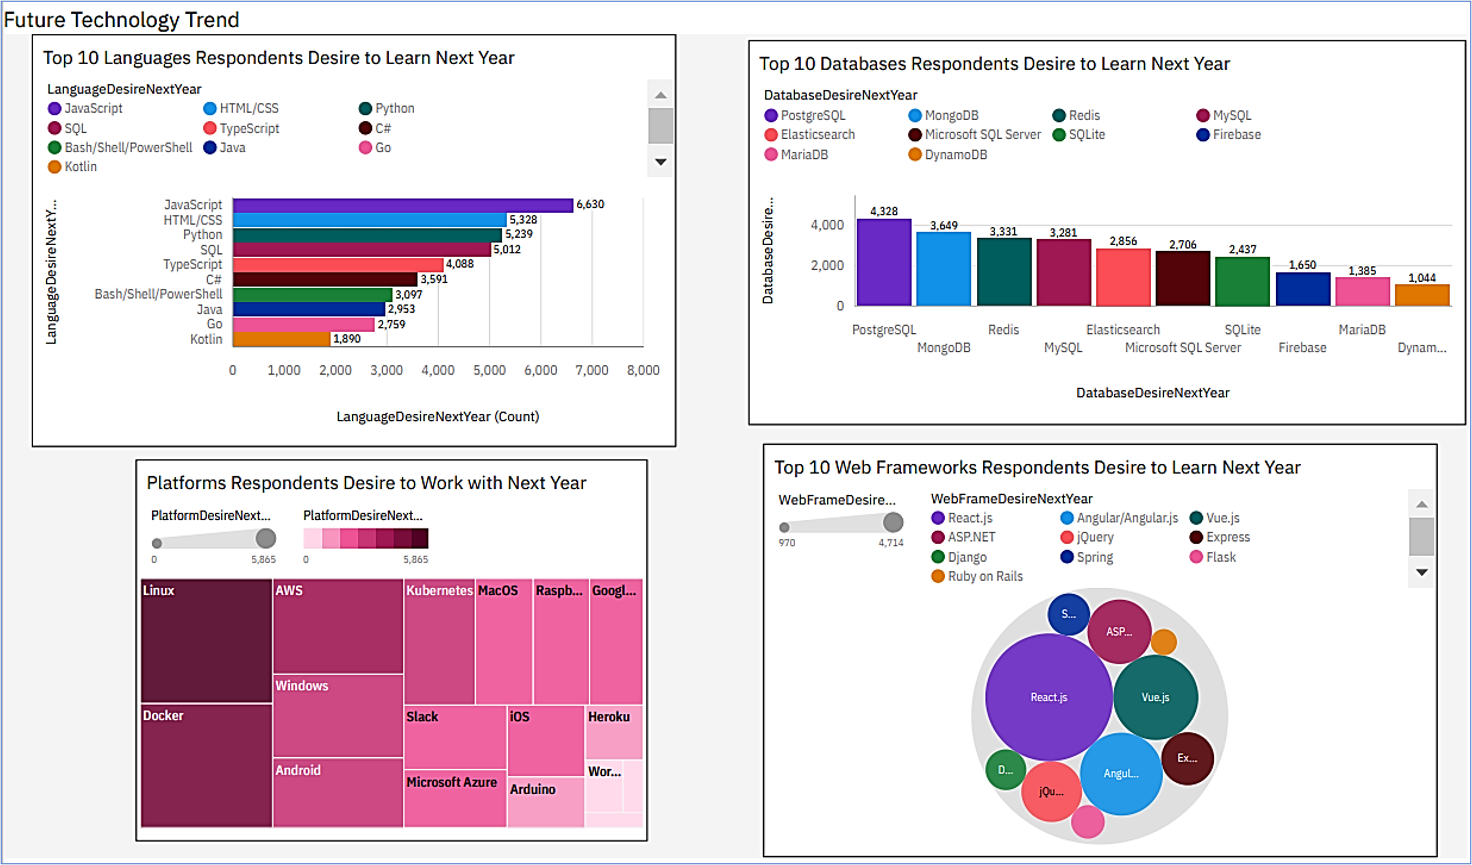 Future Technology Trend
Top 10 Languages Respondents Desire to Learn Next Year
LanguageDesireNextYear
JavaScript HTML/CSS Python
SQL TypeScript C#
Bash/Shell/PowerShell Java Go
Kotlin
LanguageDesireNextY...
JavaScript 6,630
HTML/CSS 5,328
Python 5,239
SQL 5,012
TypeScript 4,088
C# 3,591
Bash/Shell/PowerShell 3,097
Java 2,953
Go 2,759
Kotlin 1,890
0 1,000 2,000 3,000 4,000 5,000 6,000 7,000 8,000
LanguageDesireNextYear (Count)
Top 10 Databases Respondents Desire to Learn Next Year
DatabaseDesireNextYear
PostgreSQL MongoDB Redis MySQL
Elasticsearch Microsoft SQL Server SQLite Firebase
MariaDB DynamoDB
DatabaseDesire...
4,000
2,000
0
4,328 3,649 3,331 3,281 2,856 2,706 2,437 1,650 1,385 1,044
PostgreSQL Redis Elasticsearch SQLite MariaDB
MongoDB MySQL Microsoft SQL Server Firebase Dynam...
DatabaseDesireNextYear
Platforms Respondents Desire to Work with Next Year
PlatformDesireNext... PlatformDesireNext...
0 5,865 0 5,865
Linux AWS Kubernetes MacOS Raspb... Googl...
Windows
Docker Slack iOS Heroku
Android Wor...
Microsoft Azure Arduino
Top 10 Web Frameworks Respondents Desire to Learn Next Year
WebFrameDesire... WebFrameDesireNextYear
970 4,714
React.js Angular/Angular.js Vue.js
ASP.NET jQuery Express
Django Spring Flask
Ruby on Rails
S...
ASP...
React.js Vue.js
Ex...
D... Angul...
jQu...